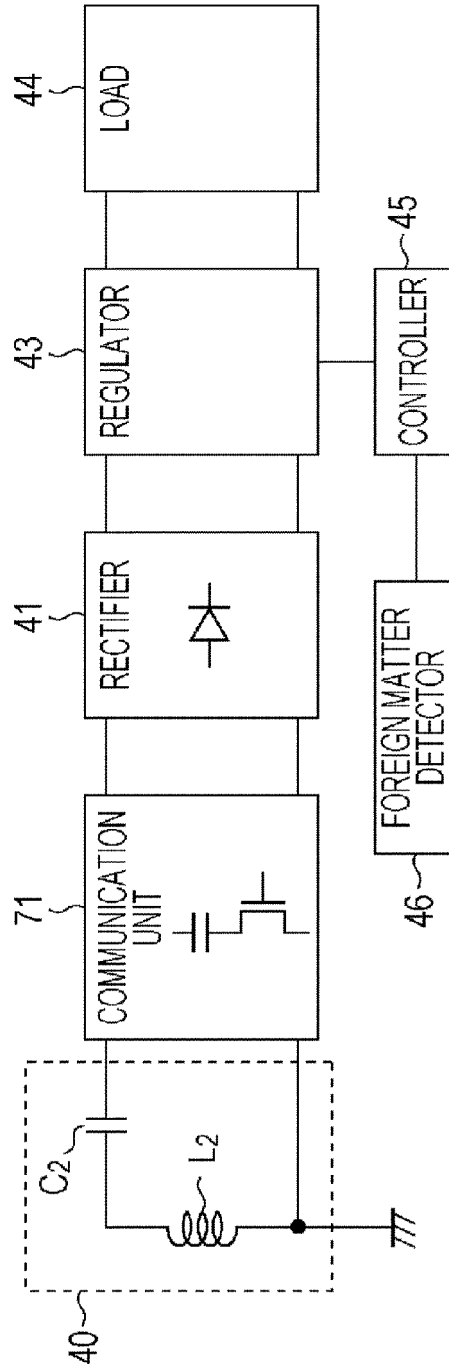 40
C2
L2
71
COMMUNICATION
UNIT
41
RECTIFIER
43
REGULATOR
44
LOAD
46
FOREIGN MATTER
DETECTOR
45
CONTROLLER